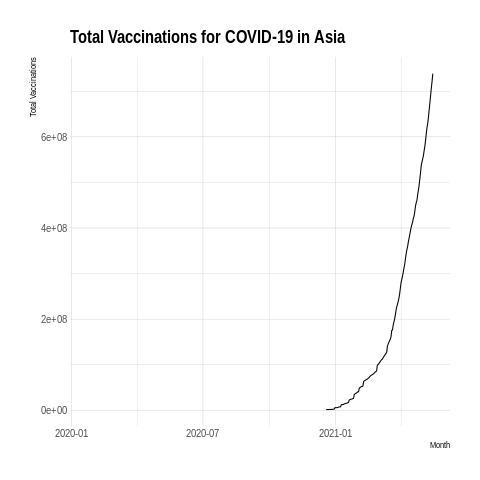 Total Vaccinations for COVID-19 in Asia
Total Vaccinations
6e+08
4e+08
2e+08
0e+00
2020-01 2020-07 2021-01
Month